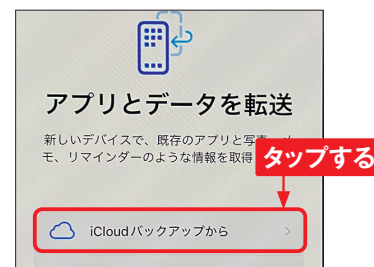 アプリとデータを転送
新しいデバイスで、既存のアプリと写真、メ
モ、リマインダーのような情報を取得
タップする
iCloudバックアップから